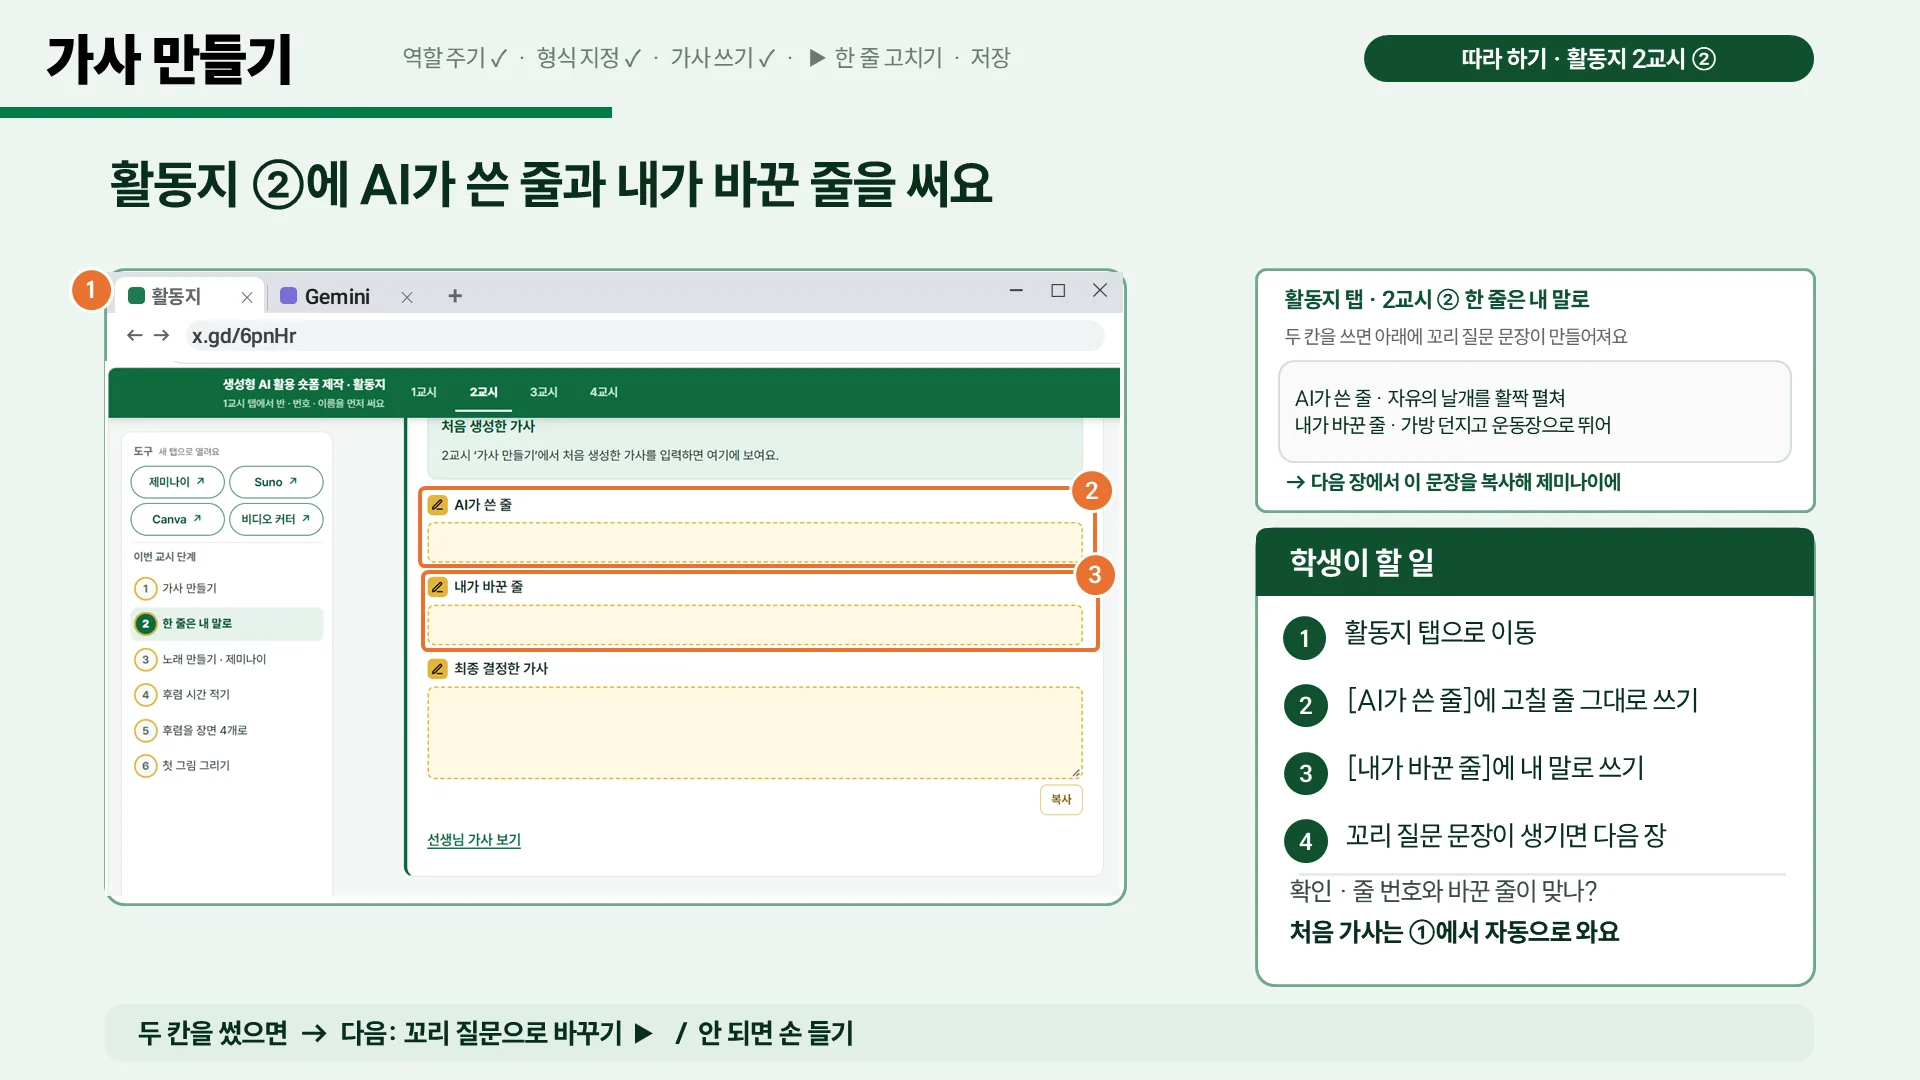 가사 만들기
역할 주기 ✓ · 형식 지정 ✓ · 가사 쓰기 ✓ · ▶ 한 줄 고치기 · 저장
따라 하기 · 활동지 2교시 ②
활동지 ②에 AI가 쓴 줄과 내가 바꾼 줄을 써요
1
활동지
Gemini
x.gd/6pnHr
생성형 AI 활용 숏폼 제작 · 활동지
1교시 탭에서 반 · 번호 · 이름을 먼저 써요
1교시 2교시 3교시 4교시
도구 새 탭으로 열려요
제미나이 ↗ Suno ↗
Canva ↗ 비디오 커터 ↗
이번 교시 단계
1 가사 만들기
2 한 줄은 내 말로
3 노래 만들기 · 제미나이
4 후렴 시간 적기
5 후렴을 장면 4개로
6 첫 그림 그리기
처음 생성한 가사
2교시 ‘가사 만들기’에서 처음 생성한 가사를 입력하면 여기에 보여요.
2
AI가 쓴 줄
3
내가 바꾼 줄
최종 결정한 가사
복사
선생님 가사 보기
활동지 탭 · 2교시 ② 한 줄은 내 말로
두 칸을 쓰면 아래에 꼬리 질문 문장이 만들어져요
AI가 쓴 줄 · 자유의 날개를 활짝 펼쳐
내가 바꾼 줄 · 가방 던지고 운동장으로 뛰어
→ 다음 장에서 이 문장을 복사해 제미나이에
학생이 할 일
1 활동지 탭으로 이동
2 [AI가 쓴 줄]에 고칠 줄 그대로 쓰기
3 [내가 바꾼 줄]에 내 말로 쓰기
4 꼬리 질문 문장이 생기면 다음 장
확인 · 줄 번호와 바꾼 줄이 맞나?
처음 가사는 ①에서 자동으로 와요
두 칸을 썼으면 → 다음: 꼬리 질문으로 바꾸기 ▶ / 안 되면 손 들기